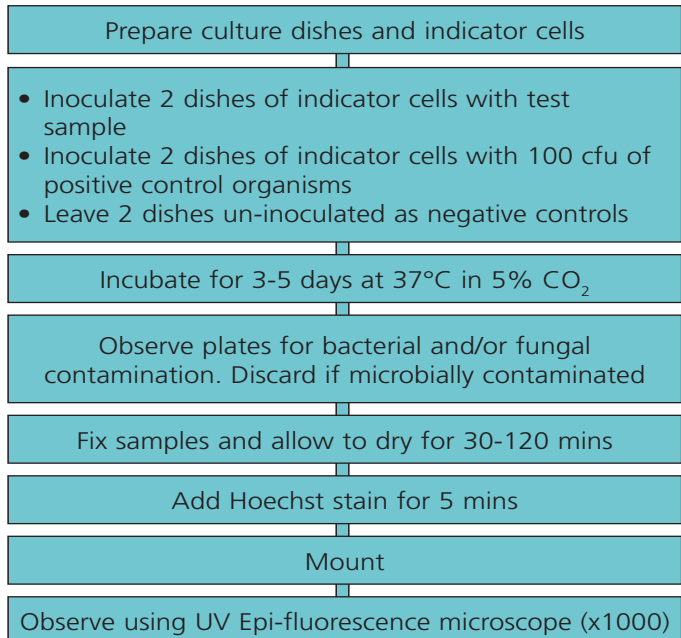 Prepare culture dishes and indicator cells
• Inoculate 2 dishes of indicator cells with test
sample
• Inoculate 2 dishes of indicator cells with 100 cfu of
positive control organisms
• Leave 2 dishes un-inoculated as negative controls
Incubate for 3-5 days at 37°C in 5% CO₂
Observe plates for bacterial and/or fungal
contamination. Discard if microbially contaminated
Fix samples and allow to dry for 30-120 mins
Add Hoechst stain for 5 mins
Mount
Observe using UV Epi-fluorescence microscope (x1000)